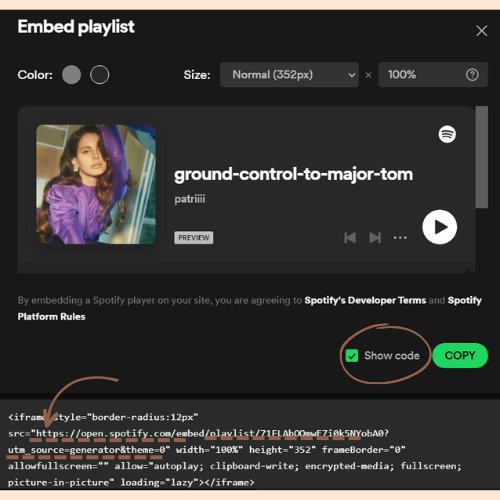 Embed playlist
Color:
Size:
Normal (352px)
×
100%
ground-control-to-major-tom
patriiii
PREVIEW
By embedding a Spotify player on your site, you are agreeing to Spotify's Developer Terms and Spotify
Platform Rules
Show code
COPY
<iframe style="border-radius:12px"
src="https://open.spotify.com/embed/playlist/
utm_source=generator&theme=0" width="100%" height="352" frameBorder="0"
allowfullscreen="" allow="autoplay; clipboard-write; encrypted-media; fullscreen;
picture-in-picture" loading="lazy"></iframe>